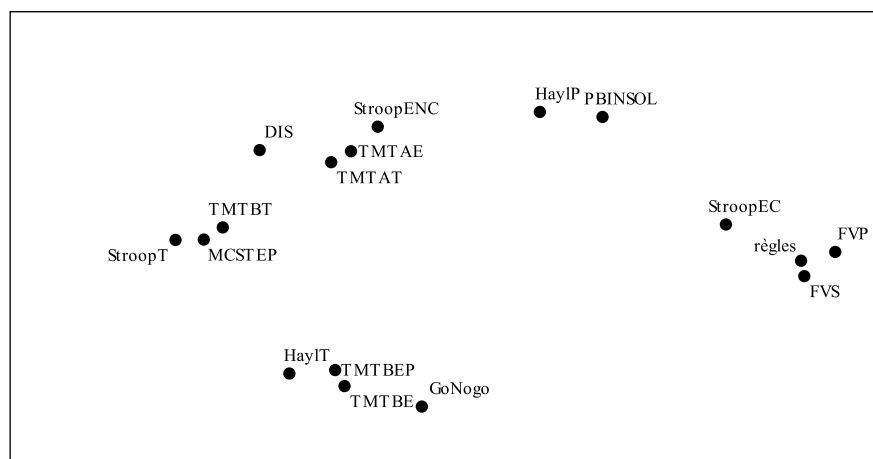 HaylP
PBINSOL
StroopENC
DIS
TMTAE
TMTAT
TMTBT
StroopEC
FVP
StroopT
MCSTEP
règles
FVS
HaylT
TMTBEP
GoNogo
TMTBE